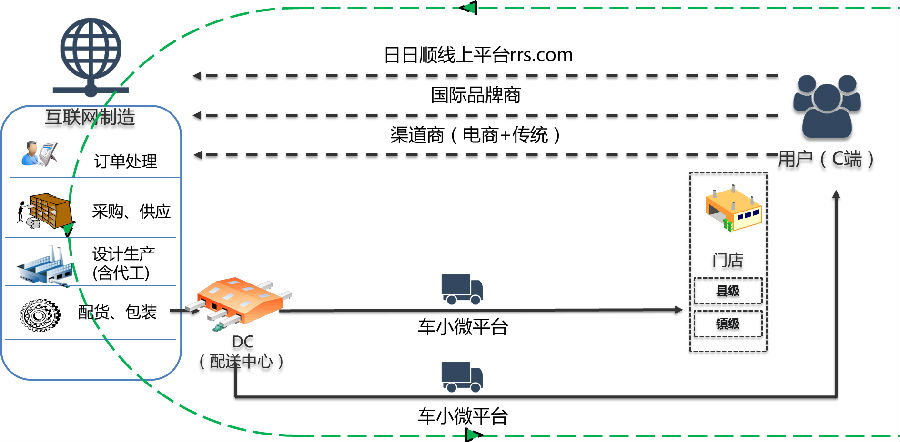 日日顺线上平台rrs.com
国际品牌商
渠道商（电商+传统）
用户（C端）
互联网制造
订单处理
采购、供应
设计生产
(含代工)
配货、包装
DC
（配送中心）
车小微平台
车小微平台
门店
县级
镇级